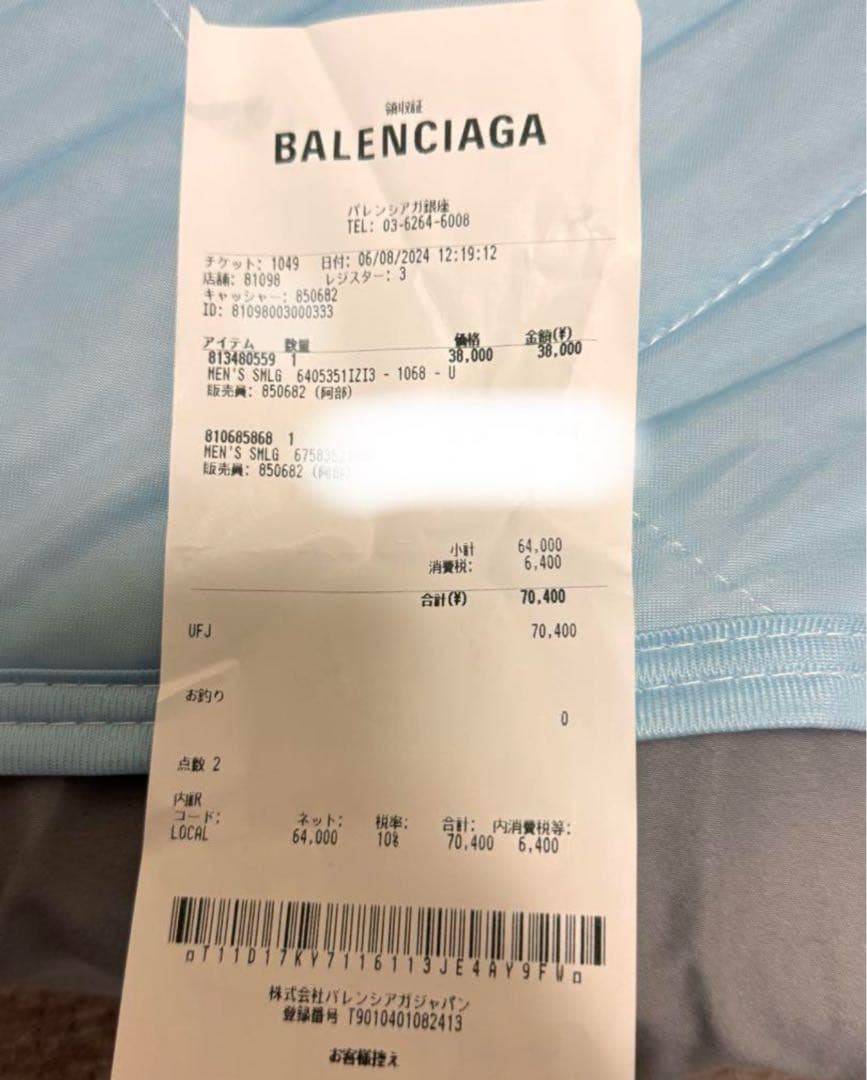 領収証
BALENCIAGA
バレンシアガ銀座
TEL: 03-6264-6008
チケット: 1049 日付: 06/08/2024 12:19:12
店舗: 81098 レジスター: 3
キャッシャー: 850682
ID: 81098003000333
アイテム 数量 価格 金額(¥)
813480559 1 38,000 38,000
MEN'S SMLG 6405351IZI3 - 1068 - U
販売員: 850682 (阿部)
810685868 1
MEN'S SMLG
販売員: 850682
小計 64,000
消費税: 6,400
合計(¥) 70,400
UFJ 70,400
お釣り
0
点数 2
内訳
コード: ネット: 税率: 合計: 内消費税等:
LOCAL 64,000 10% 70,400 6,400
¤T11D17KY7116113JE4AY9FW¤
株式会社バレンシアガジャパン
登録番号 T9010401082413
お客様控え